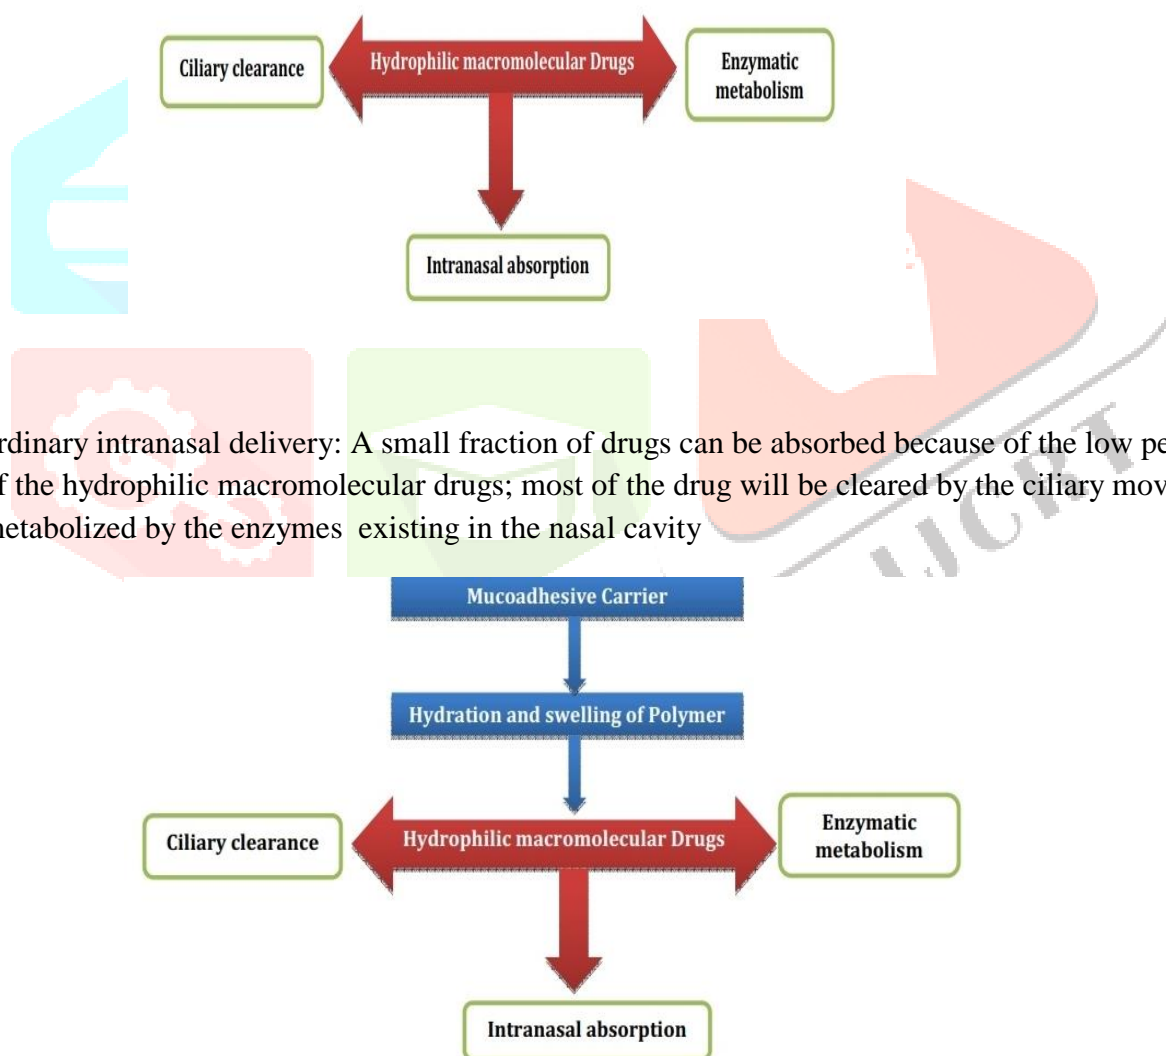 Ciliary clearance
Hydrophilic macromolecular Drugs
Enzymatic
metabolism
Intranasal absorption
rdinary intranasal delivery: A small fraction of drugs can be absorbed because of the low pe
f the hydrophilic macromolecular drugs; most of the drug will be cleared by the ciliary mov
netabolized by the enzymes existing in the nasal cavity
IJCRT
Mucoadhesive Carrier
Hydration and swelling of Polymer
Ciliary clearance
Hydrophilic macromolecular Drugs
Enzymatic
metabolism
Intranasal absorption